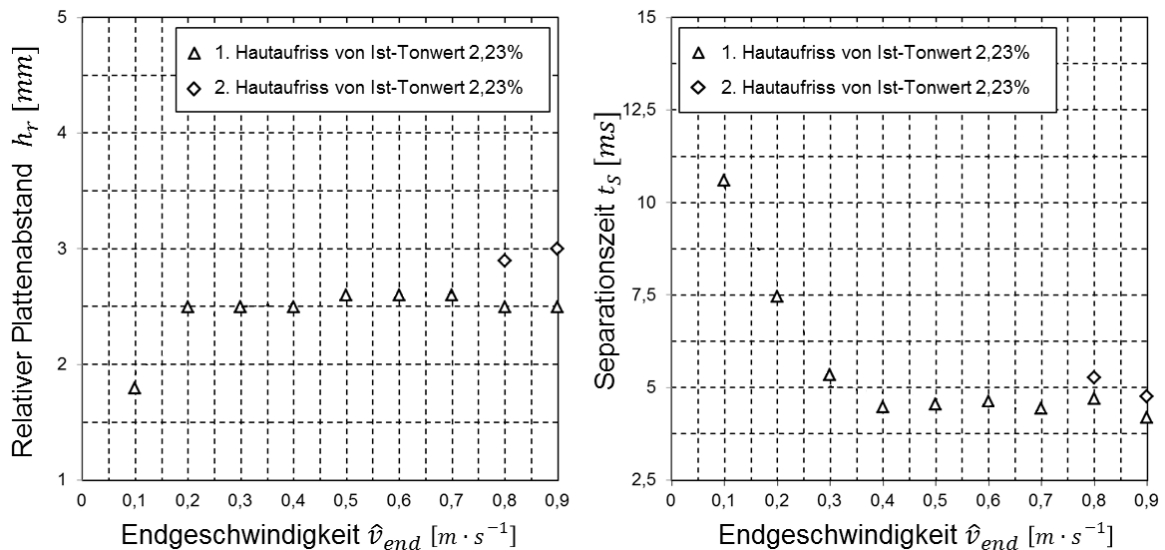 5
4
3
2
1
Relativer Plattenabstand h_r [mm]
1. Hautaufriss von Ist-Tonwert 2,23%
2. Hautaufriss von Ist-Tonwert 2,23%
0 0,1 0,2 0,3 0,4 0,5 0,6 0,7 0,8 0,9
Endgeschwindigkeit v̂_end [m · s⁻¹]
15
12,5
10
7,5
5
2,5
Separationszeit t_S [ms]
1. Hautaufriss von Ist-Tonwert 2,23%
2. Hautaufriss von Ist-Tonwert 2,23%
0 0,1 0,2 0,3 0,4 0,5 0,6 0,7 0,8 0,9
Endgeschwindigkeit v̂_end [m · s⁻¹]